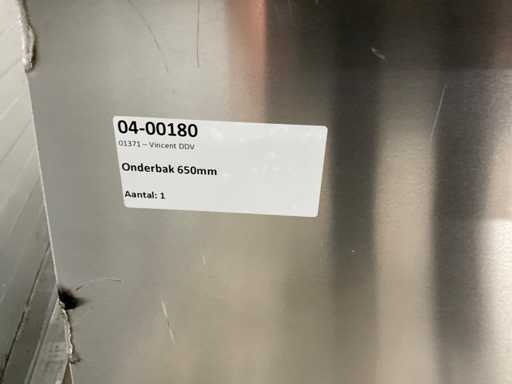 04-00180
01371 – Vincent DDV
Onderbak 650mm
Aantal: 1